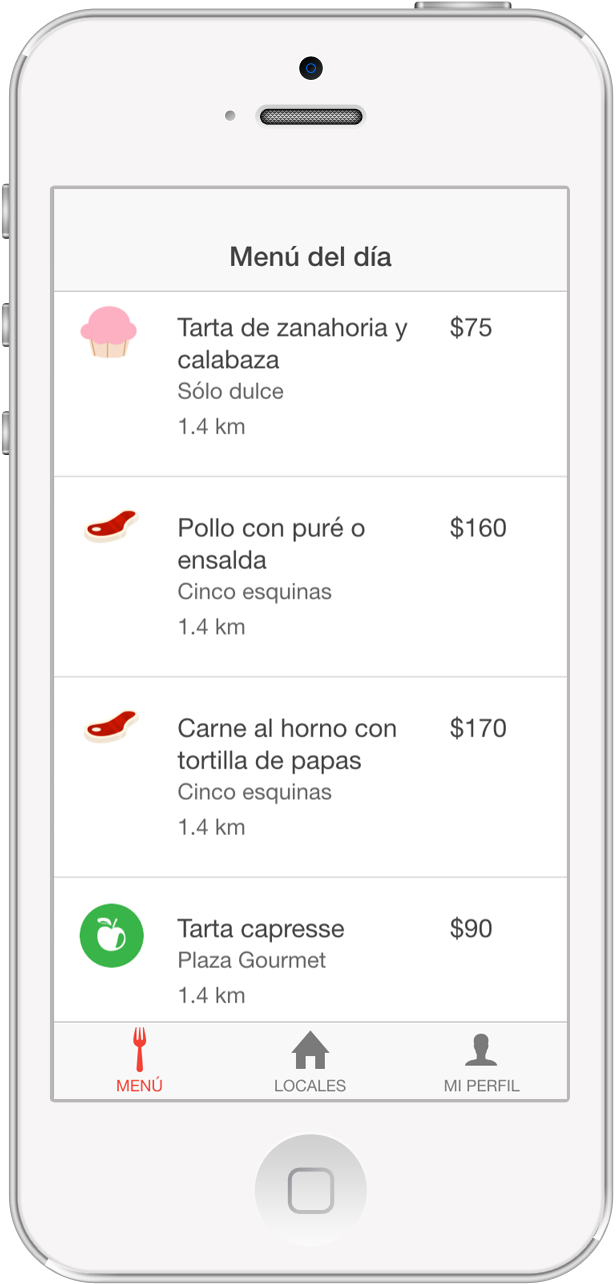 Menú del día
Tarta de zanahoria y
calabaza
$75
Sólo dulce
1.4 km
Pollo con puré o
ensalda
$160
Cinco esquinas
1.4 km
Carne al horno con
tortilla de papas
$170
Cinco esquinas
1.4 km
Tarta capresse
$90
Plaza Gourmet
1.4 km
MENÚ
LOCALES
MI PERFIL